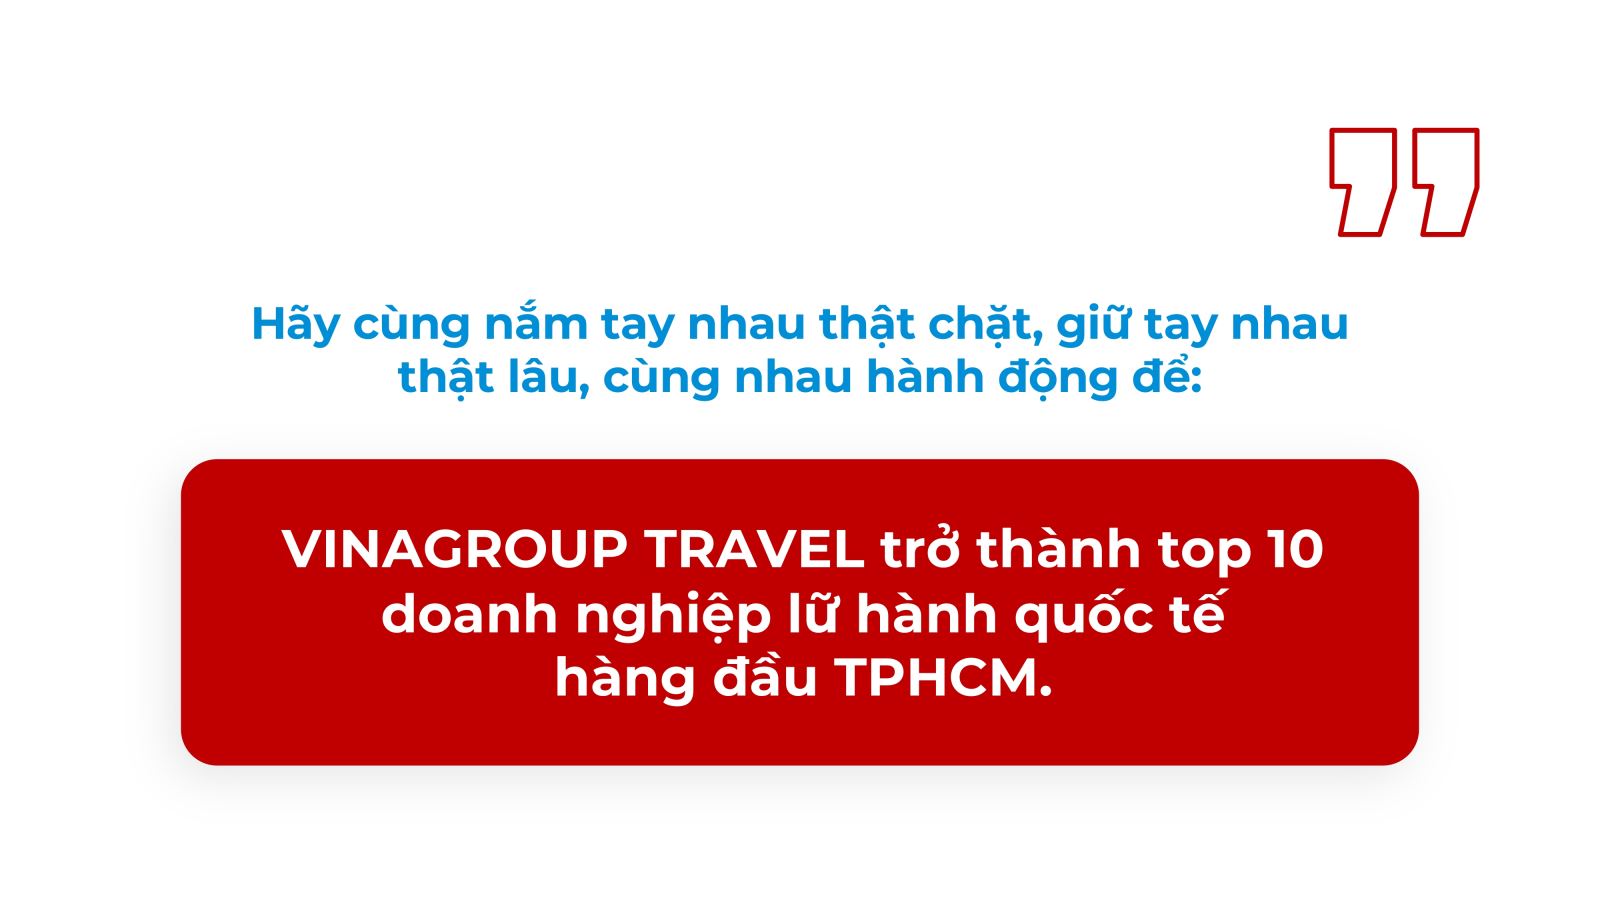 Hãy cùng nắm tay nhau thật chặt, giữ tay nhau
thật lâu, cùng nhau hành động để:
VINAGROUP TRAVEL trở thành top 10
doanh nghiệp lữ hành quốc tế
hàng đầu TPHCM.